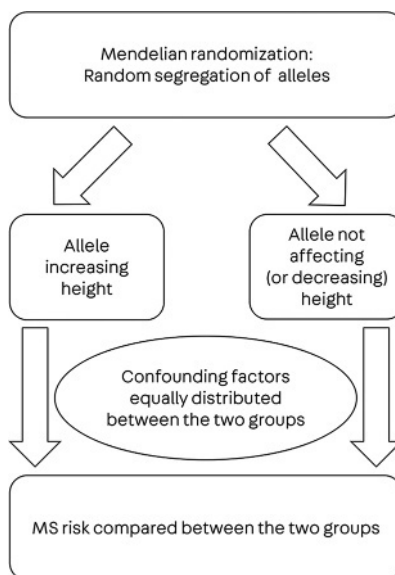 Mendelian randomization:
Random segregation of alleles
Allele
increasing
height
Allele not
affecting
(or decreasing)
height
Confounding factors
equally distributed
between the two groups
MS risk compared between the two groups